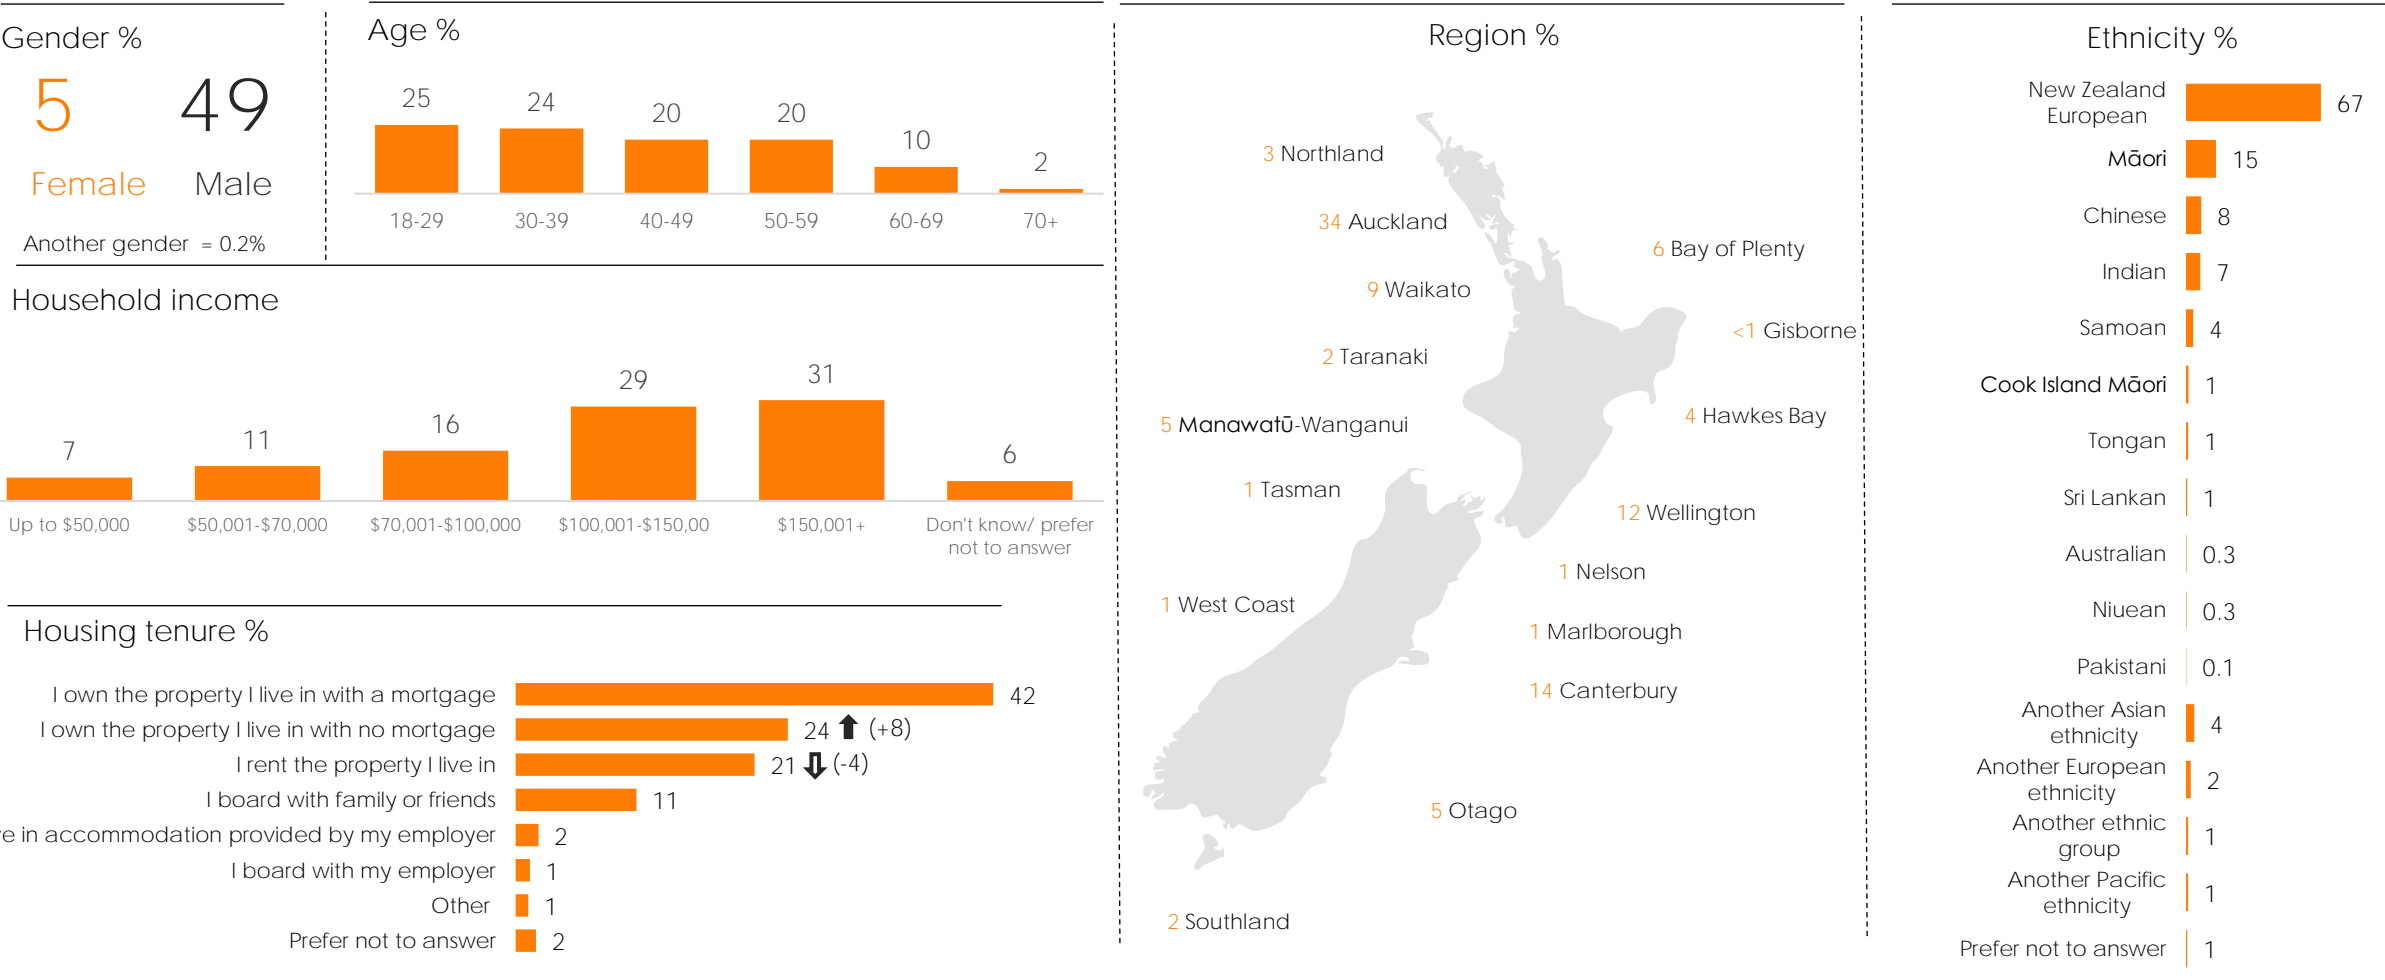 Gender %
5 49
Female Male
Another gender = 0.2%
Age %
25 24 20 20 10 2
18-29 30-39 40-49 50-59 60-69 70+
Household income
7 11 16 29 31 6
Up to $50,000 $50,001-$70,000 $70,001-$100,000 $100,001-$150,00 $150,001+ Don't know/ prefer
not to answer
Housing tenure %
I own the property I live in with a mortgage 42
I own the property I live in with no mortgage 24 (+8)
I rent the property I live in 21 (-4)
I board with family or friends 11
e in accommodation provided by my employer 2
I board with my employer 1
Other 1
Prefer not to answer 2
Region %
3 Northland
34 Auckland
6 Bay of Plenty
9 Waikato
<1 Gisborne
2 Taranaki
4 Hawkes Bay
5 Manawatū-Wanganui
1 Tasman
12 Wellington
1 Nelson
1 West Coast
1 Marlborough
14 Canterbury
5 Otago
2 Southland
Ethnicity %
New Zealand
European 67
Māori 15
Chinese 8
Indian 7
Samoan 4
Cook Island Māori 1
Tongan 1
Sri Lankan 1
Australian 0.3
Niuean 0.3
Pakistani 0.1
Another Asian
ethnicity 4
Another European
ethnicity 2
Another ethnic
group 1
Another Pacific
ethnicity 1
Prefer not to answer 1